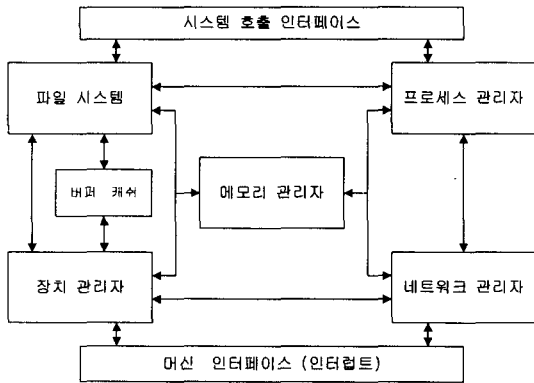 시스템 호출 인터페이스
파일 시스템
프로세스 관리자
버퍼 캐쉬
메모리 관리자
장치 관리자
네트워크 관리자
머신 인터페이스 (인터럽트)